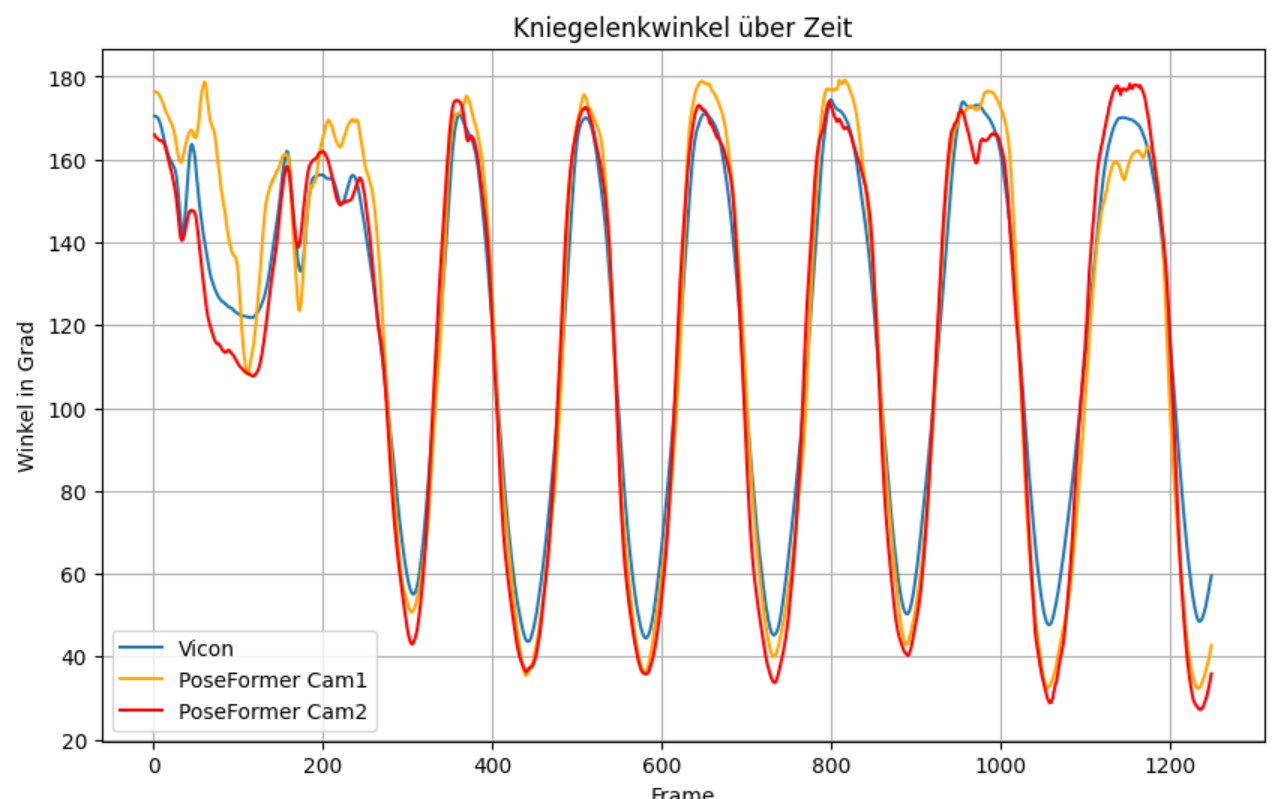 Kniegelenkwinkel über Zeit
Winkel in Grad
180
160
140
120
100
80
60
40
20
Vicon
PoseFormer Cam1
PoseFormer Cam2
0 200 400 600 800 1000 1200
Frame